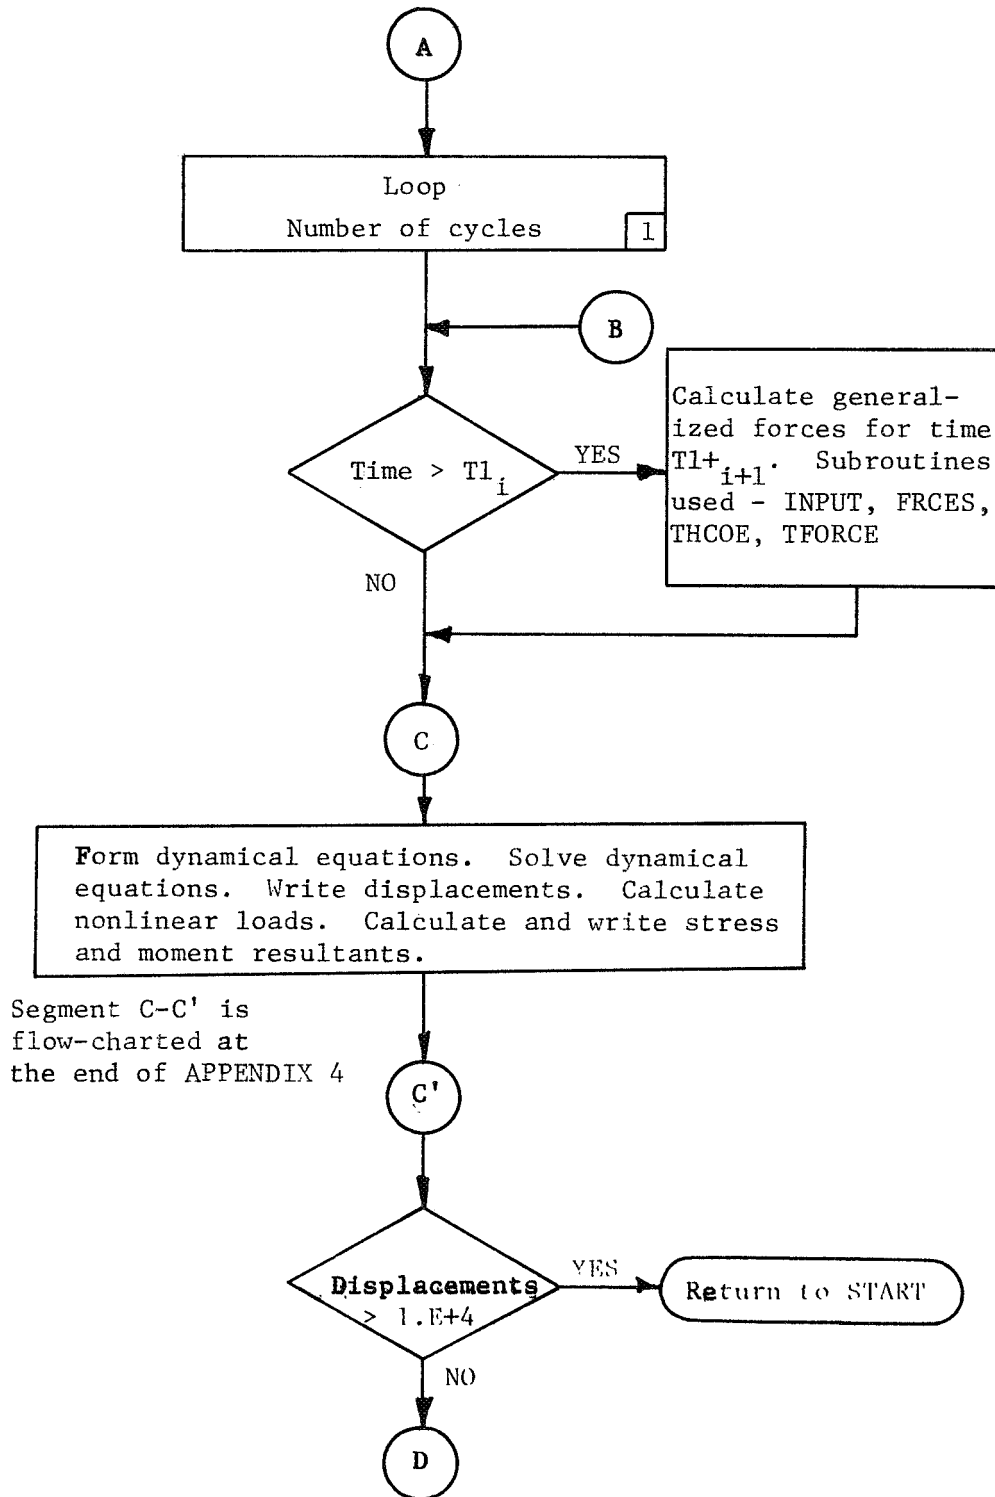 A
Loop
Number of cycles
1
B
Time > T1i
YES
Calculate general-
ized forces for time
T1+i+1. Subroutines
used - INPUT, FRCES,
THCOE, TFORCE
NO
C
Form dynamical equations. Solve dynamical
equations. Write displacements. Calculate
nonlinear loads. Calculate and write stress
and moment resultants.
Segment C-C' is
flow-charted at
the end of APPENDIX 4
C'
Displacements
> 1.E+4
YES
Return to START
NO
D